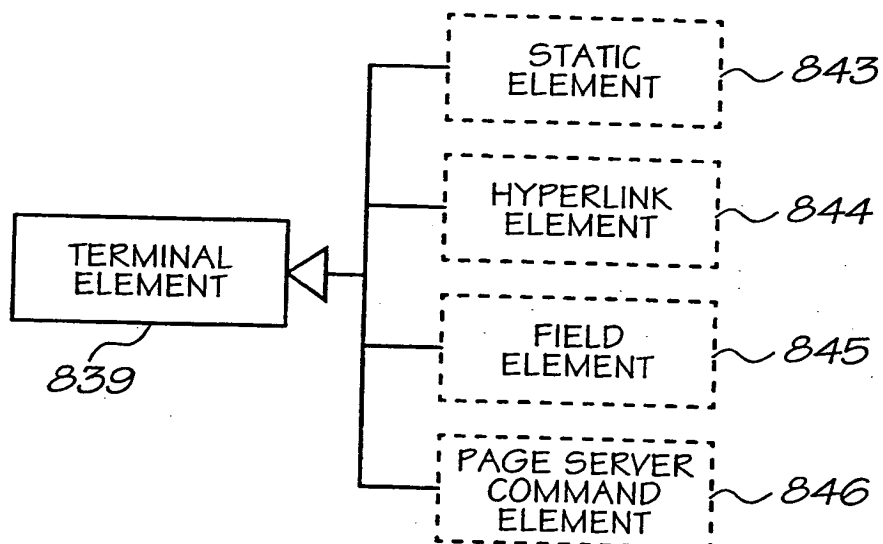 STATIC
ELEMENT
843
HYPERLINK
ELEMENT
844
TERMINAL
ELEMENT
839
FIELD
ELEMENT
845
PAGE SERVER
COMMAND
ELEMENT
846